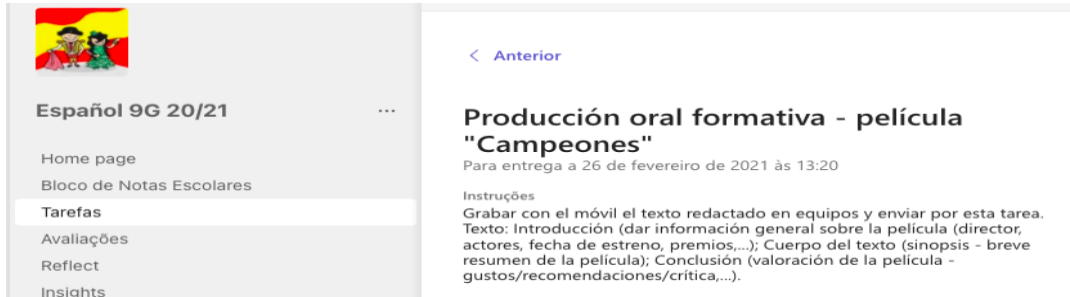 Español 9G 20/21
...
Home page
Bloco de Notas Escolares
Tarefas
Avaliações
Reflect
Insights
< Anterior
Producción oral formativa - película
"Campeones"
Para entrega a 26 de fevereiro de 2021 às 13:20
Instruções
Grabar con el móvil el texto redactado en equipos y enviar por esta tarea.
Texto: Introducción (dar información general sobre la película (director,
actores, fecha de estreno, premios,...); Cuerpo del texto (sinopsis - breve
resumen de la película); Conclusión (valoración de la película -
gustos/recomendaciones/crítica,...).